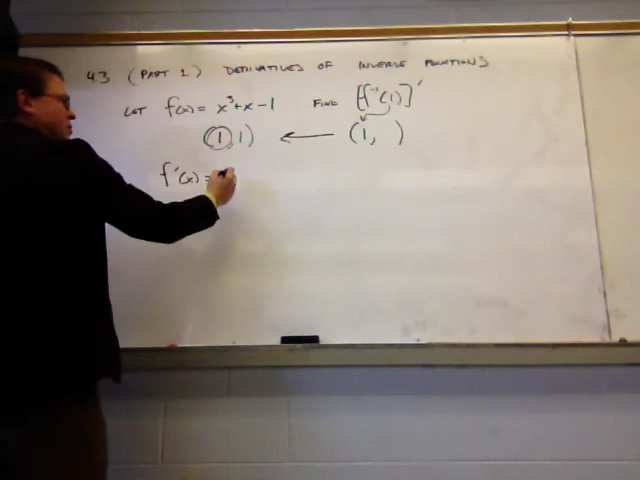 43 (PART 1) DERIVATIVES OF INVERSE FUNCTIONS
LET f(x) = x³+x-1 FIND [f⁻¹(1)]′
(1,1) ← (1, )
f′(x) =